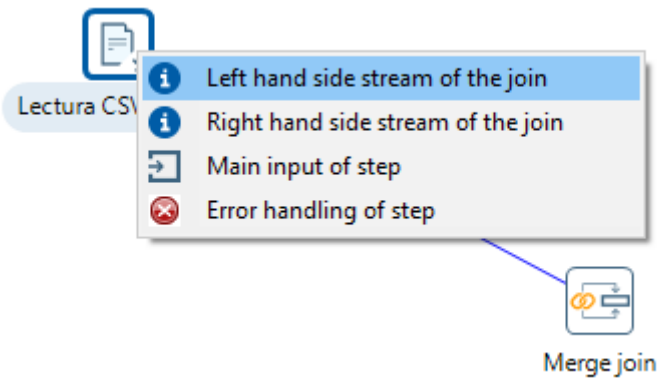 Left hand side stream of the join
Lectura CSV
Right hand side stream of the join
Main input of step
Error handling of step
Merge join